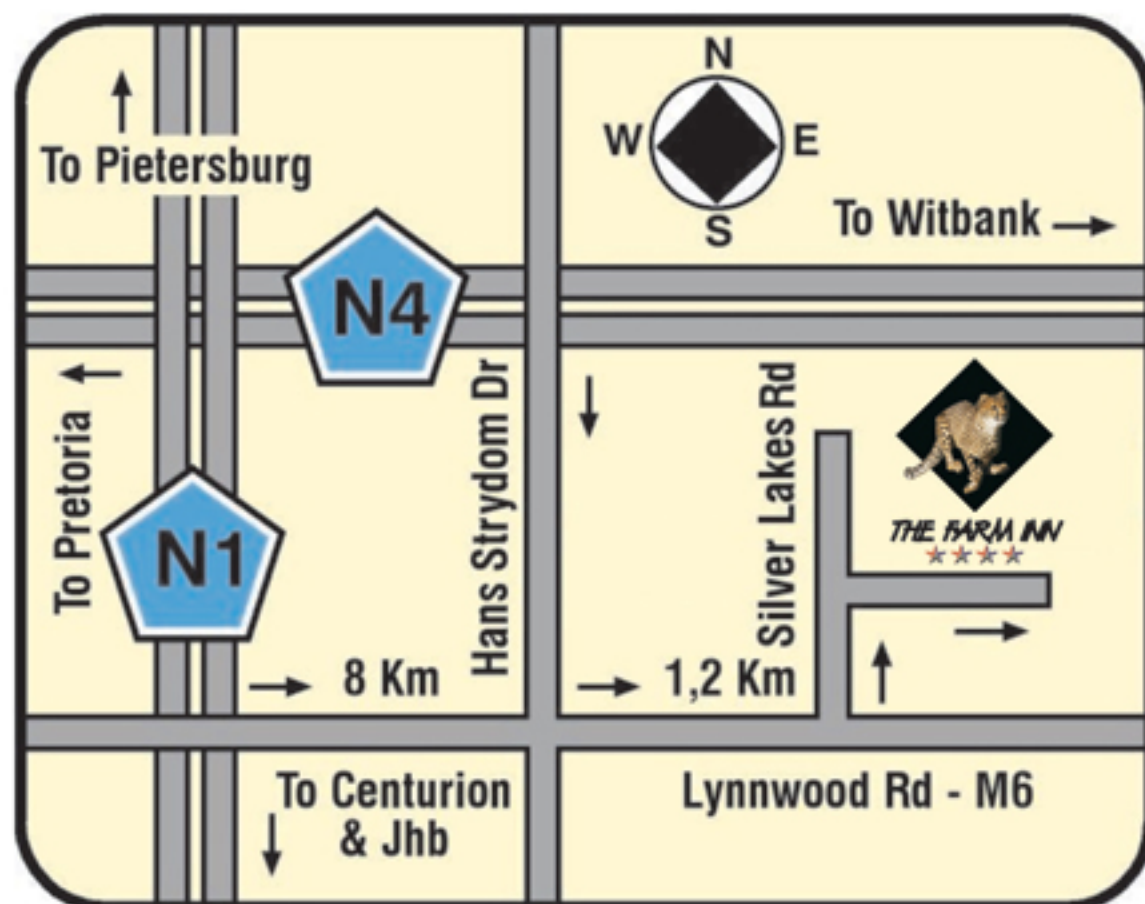 N
W E
S
To Pietersburg
To Witbank
N4
To Pretoria
N1
Hans Strydom Dr
Silver Lakes Rd
THE FARM INN
8 Km
1,2 Km
To Centurion
& Jhb
Lynnwood Rd - M6